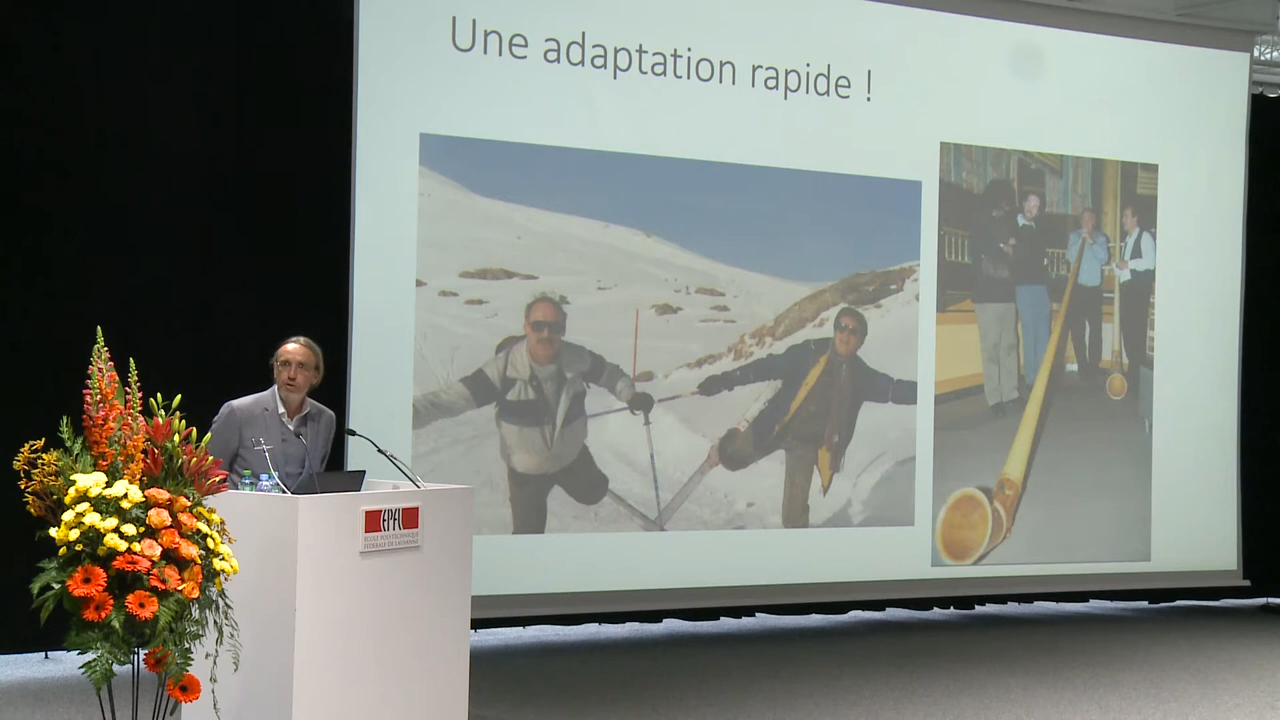 Une adaptation rapide !
EPFL
ECOLE POLYTECHNIQUE
FEDERALE DE LAUSANNE